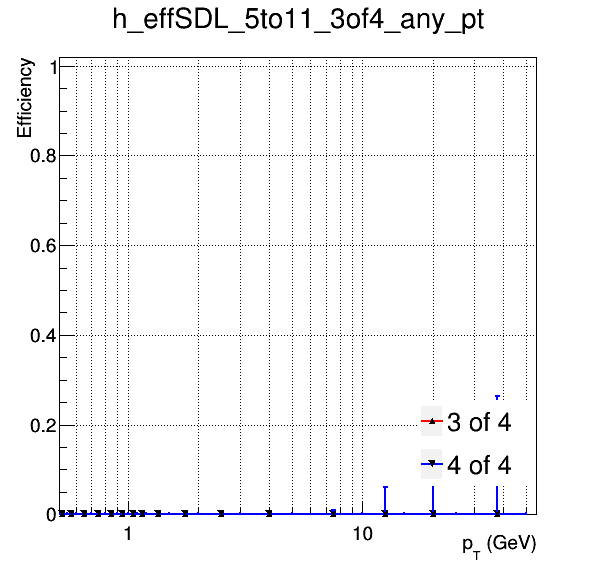 h_effSDL_5to11_3of4_any_pt
Efficiency
1
0.8
0.6
0.4
0.2
0
3 of 4
4 of 4
1
10
p_T (GeV)